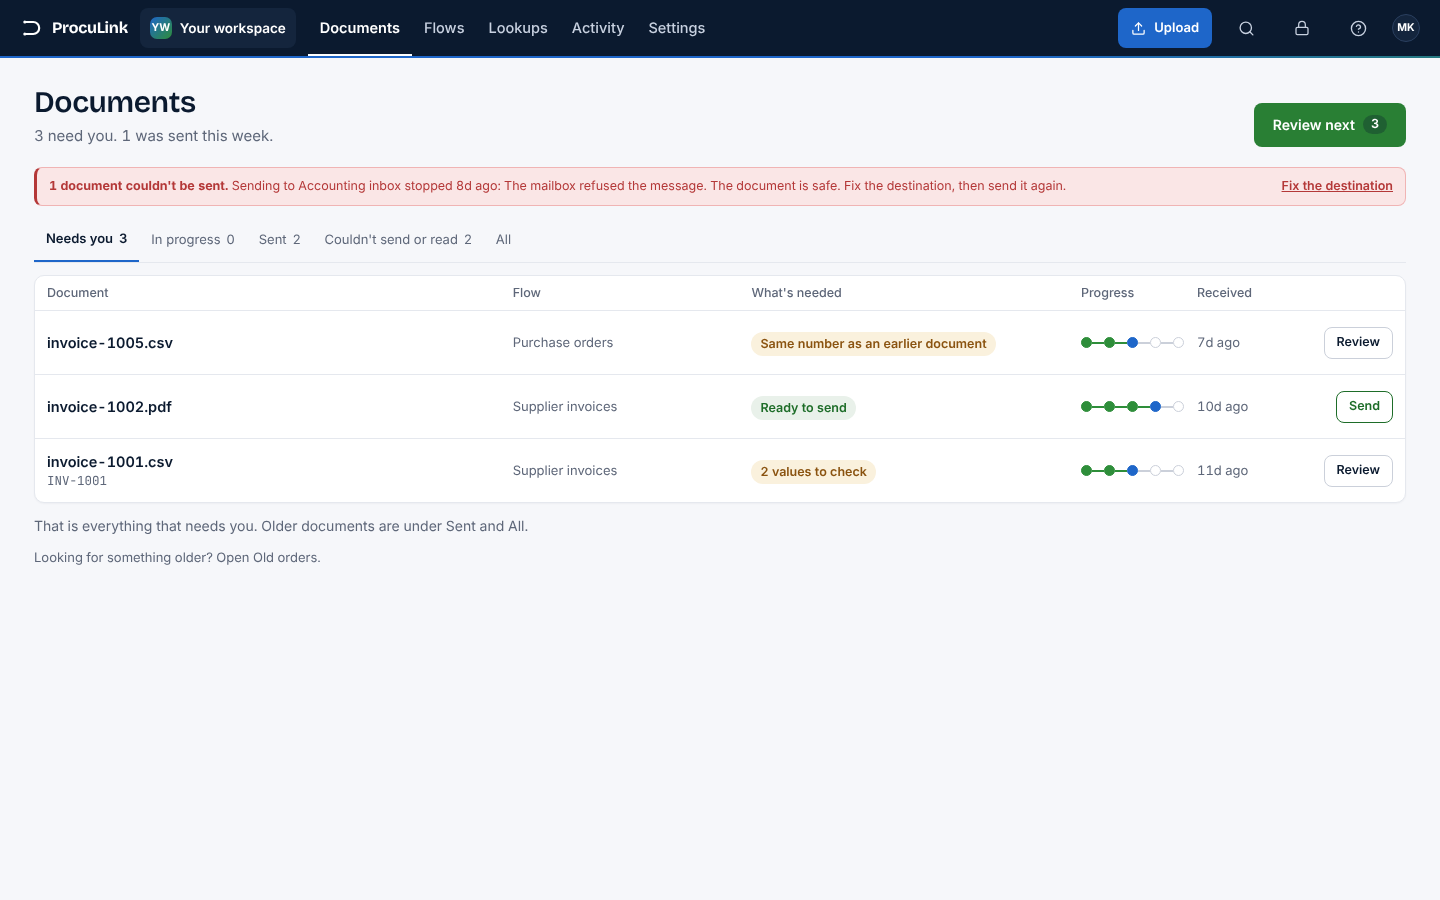 ProcuLink
YW Your workspace
Documents
Flows
Lookups
Activity
Settings
Upload
MK
Documents
3 need you. 1 was sent this week.
Review next 3
1 document couldn't be sent. Sending to Accounting inbox stopped 8d ago: The mailbox refused the message. The document is safe. Fix the destination, then send it again.
Fix the destination
Needs you 3
In progress 0
Sent 2
Couldn't send or read 2
All
Document Flow What's needed Progress Received
invoice-1005.csv Purchase orders Same number as an earlier document 7d ago Review
invoice-1002.pdf Supplier invoices Ready to send 10d ago Send
invoice-1001.csv Supplier invoices 2 values to check 11d ago Review
INV-1001
That is everything that needs you. Older documents are under Sent and All.
Looking for something older? Open Old orders.